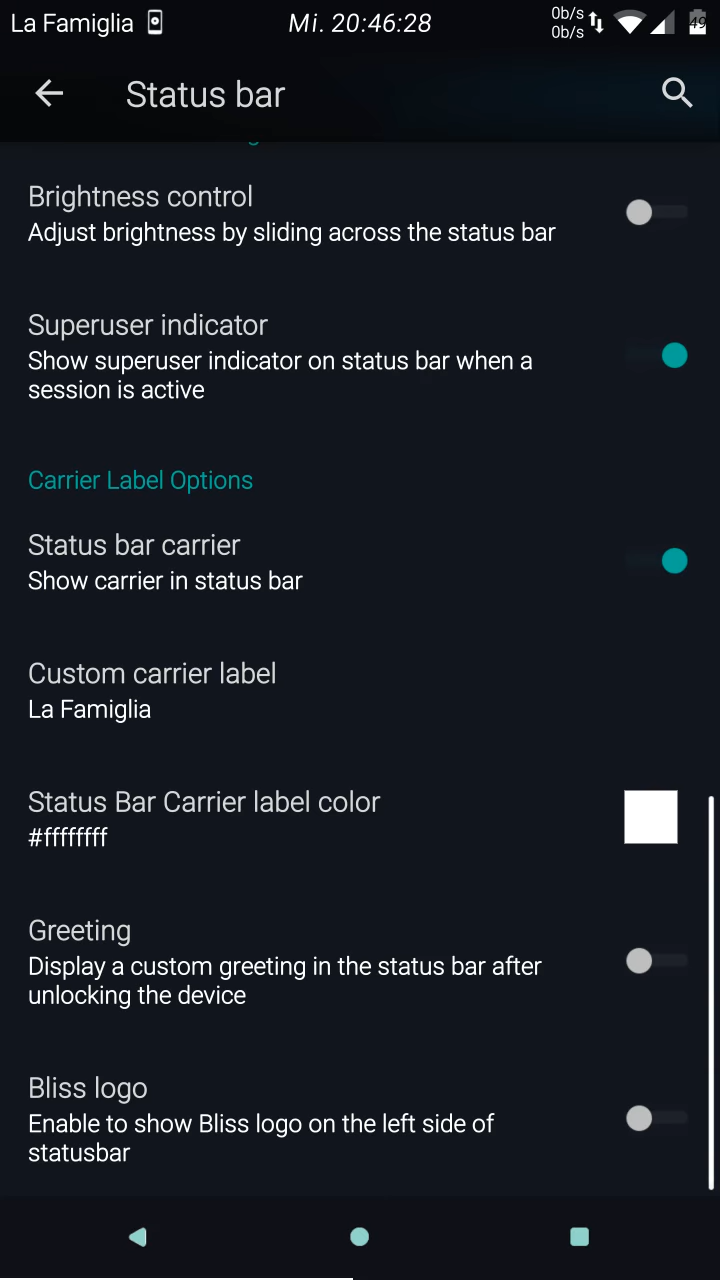 La Famiglia
Mi. 20:46:28
0b/s
0b/s
49
Status bar
Brightness control
Adjust brightness by sliding across the status bar
Superuser indicator
Show superuser indicator on status bar when a
session is active
Carrier Label Options
Status bar carrier
Show carrier in status bar
Custom carrier label
La Famiglia
Status Bar Carrier label color
#ffffffff
Greeting
Display a custom greeting in the status bar after
unlocking the device
Bliss logo
Enable to show Bliss logo on the left side of
statusbar